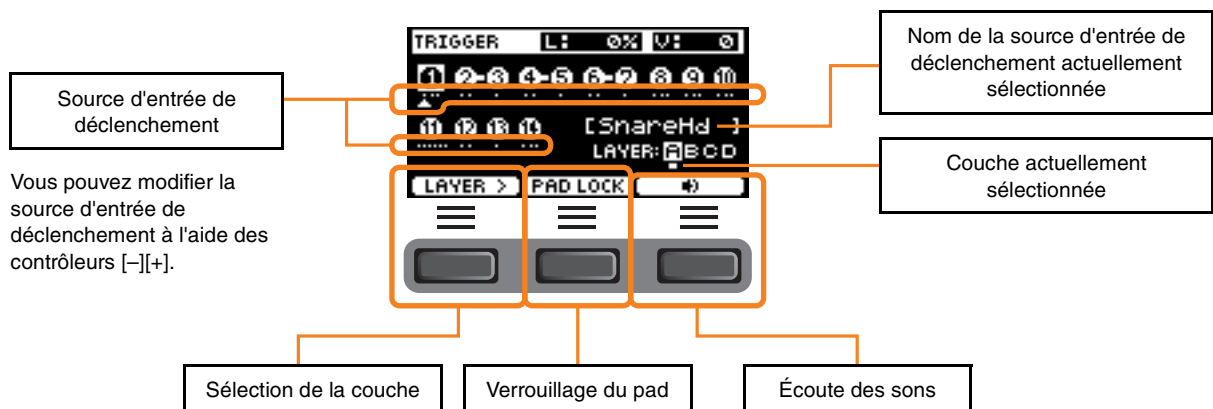 TRIGGER L: 0% V: 0
1 2-3 4-5 6-7 8 9 10
11 12 13 14 [SnareHd ]
LAYER: A B C D
LAYER > PAD LOCK
Source d'entrée de
déclenchement
Vous pouvez modifier la
source d'entrée de
déclenchement à l'aide des
contrôleurs [–][+].
Nom de la source d'entrée de
déclenchement actuellement
sélectionnée
Couche actuellement
sélectionnée
Sélection de la couche
Verrouillage du pad
Écoute des sons